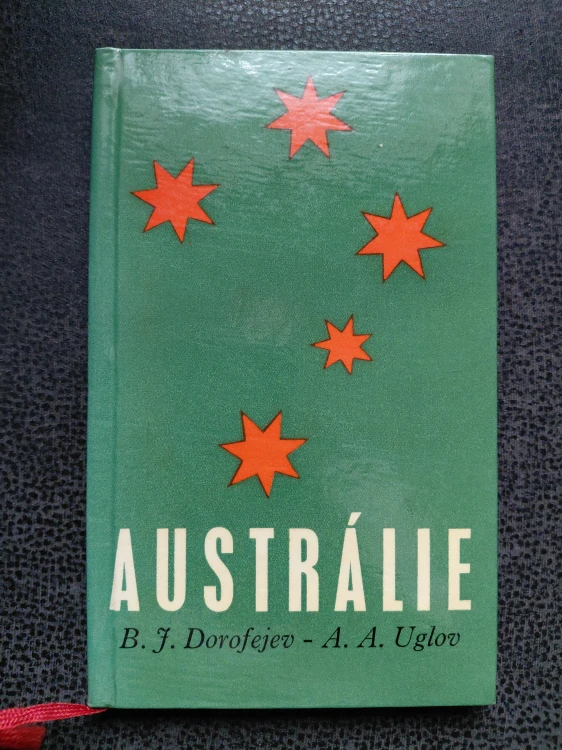 AUSTRÁLIE
B. J. Dorofejev - A. A. Uglov